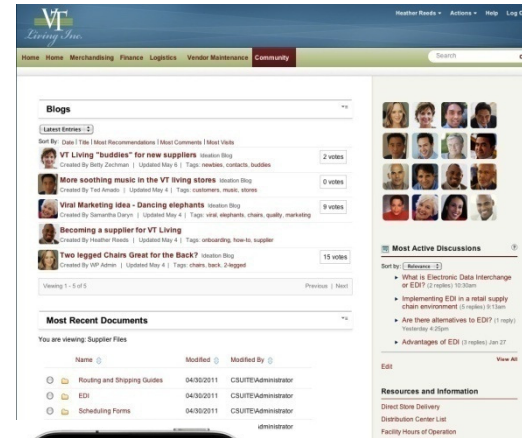 VT
Living Inc.
Heather Reeds Actions Help Log
Home Home Merchandising Finance Logistics Vendor Maintenance Community
Search
Blogs
Latest Entries
Sort By: Date | Title | Most Recommendations | Most Comments | Most Visits
VT Living "buddies" for new suppliers Ideation Blog
Created By Betty Zechman | Updated May 6 | Tags: newbies, contacts, buddies
2 votes
More soothing music in the VT living stores Ideation Blog
Created By Ted Amado | Updated May 4 | Tags: customers, music, stores
0 votes
Viral Marketing idea - Dancing elephants Ideation Blog
Created By Samantha Daryn | Updated May 4 | Tags: viral, elephants, chairs, quality, marketing
9 votes
Becoming a supplier for VT Living
Created By Heather Reeds | Updated May 4 | Tags: onboarding, how-to, supplier
Two legged Chairs Great for the Back? Ideation Blog
Created By WP Admin | Updated May 4 | Tags: chairs, back, 2-legged
15 votes
Viewing 1 - 5 of 5
Previous | Next
Most Recent Documents
You are viewing: Supplier Files
Name Modified Modified By
Routing and Shipping Guides 04/30/2011 CSUITE\Administrator
EDI 04/30/2011 CSUITE\Administrator
Scheduling Forms 04/30/2011 CSUITE\Administrator
dministrator
Most Active Discussions
Sort by: Relevance
What is Electronic Data Interchange
or EDI? (2 replies) 10:30am
Implementing EDI in a retail supply
chain environment (5 replies) 9:13am
Are there alternatives to EDI? (1 reply)
Yesterday 4:25pm
Advantages of EDI (3 replies) Jan 27
View All
Edit
Resources and Information
Direct Store Delivery
Distribution Center List
Facility Hours of Operation